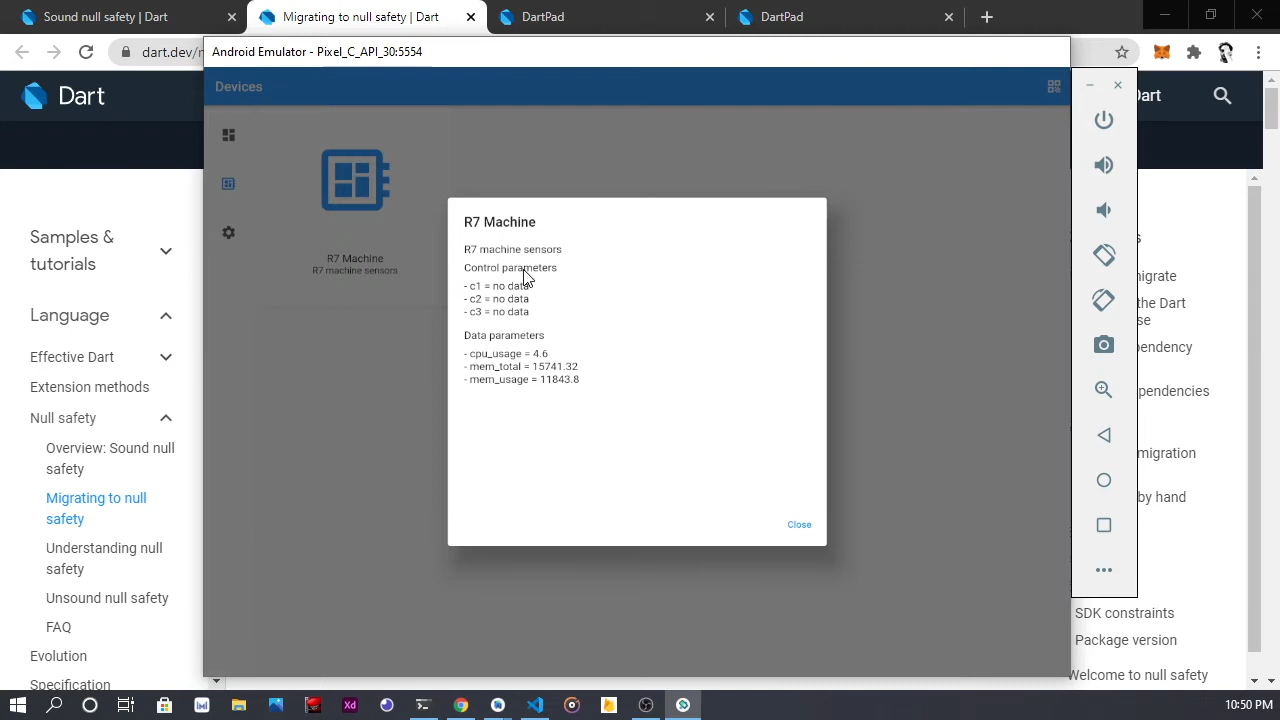 Sound null safety | Dart
Migrating to null safety | Dart
DartPad
DartPad
dart.dev/
Android Emulator - Pixel_C_API_30:5554
Dart
Dart
Devices
Samples &
tutorials
Language
Effective Dart
Extension methods
Null safety
Overview: Sound null
safety
Migrating to null
safety
Understanding null
safety
Unsound null safety
FAQ
Evolution
Specification
R7 Machine
R7 machine sensors
R7 Machine
R7 machine sensors
Control parameters
- c1 = no data
- c2 = no data
- c3 = no data
Data parameters
- cpu_usage = 4.6
- mem_total = 15741.32
- mem_usage = 11843.8
Close
igrate
the Dart
endency
ependencies
migration
by hand
SDK constraints
Package version
Welcome to null safety
Xd
10:50 PM